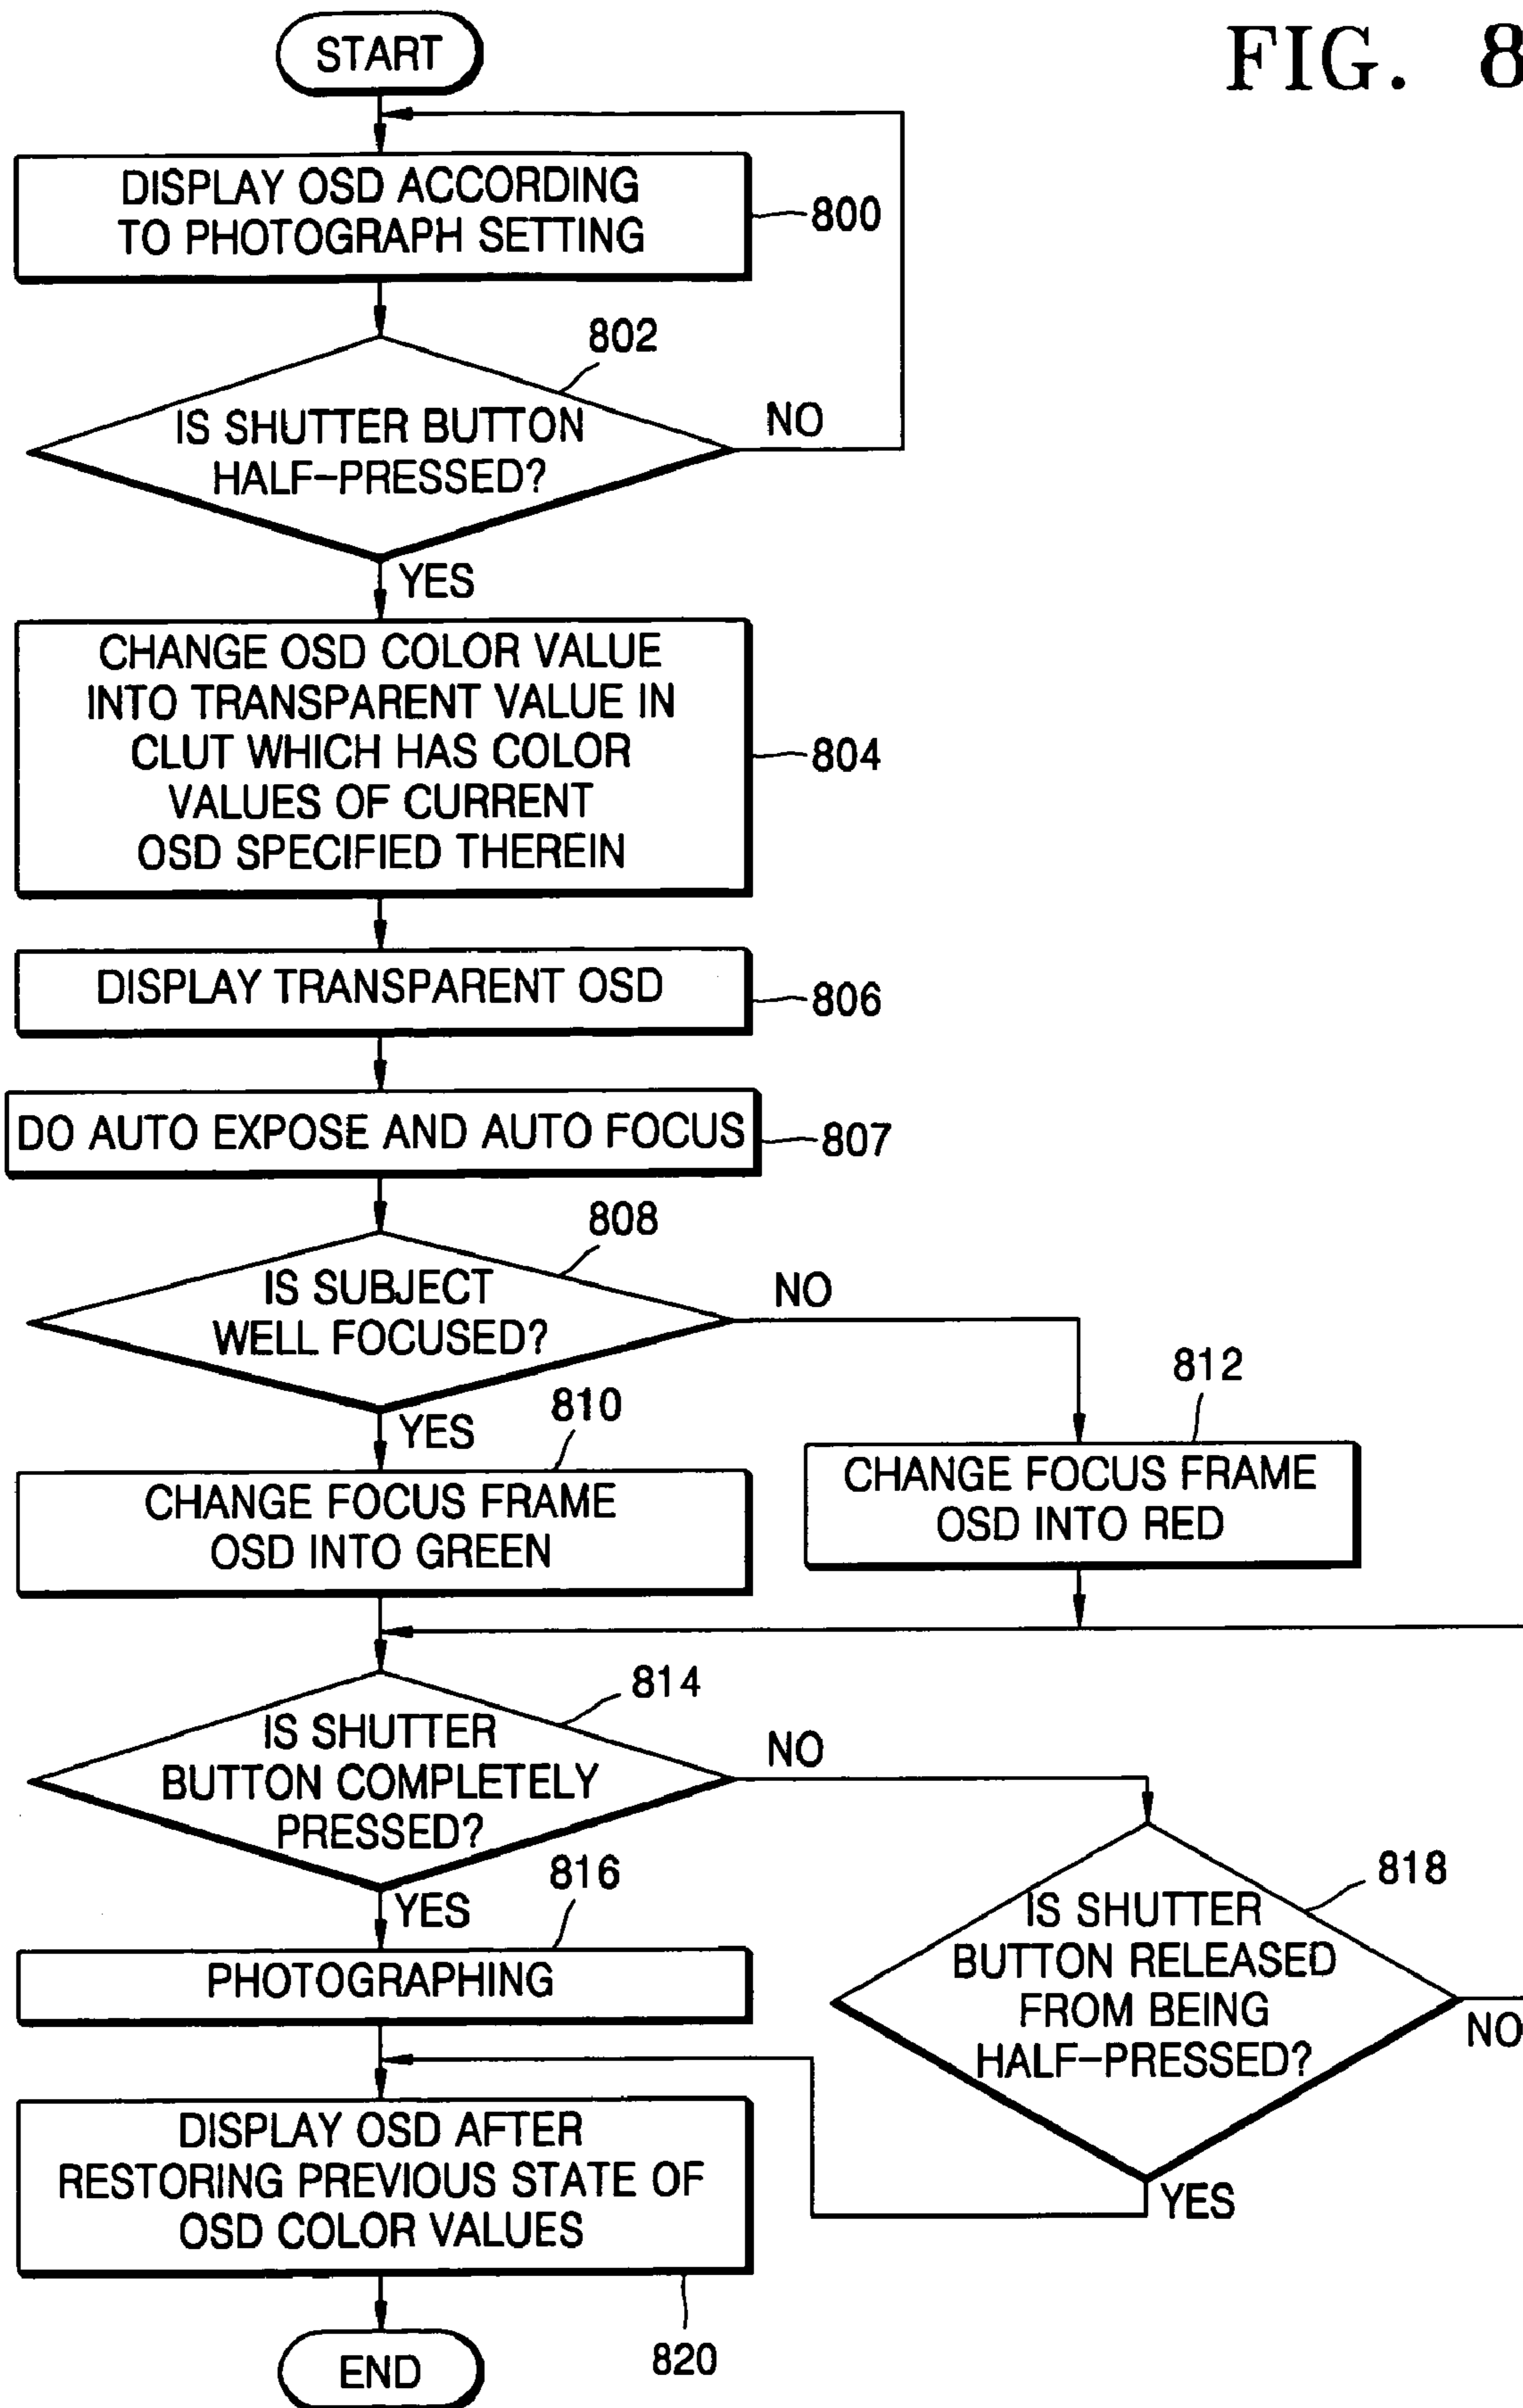 FIG. 8
START
DISPLAY OSD ACCORDING
TO PHOTOGRAPH SETTING
800
802
IS SHUTTER BUTTON
HALF-PRESSED?
NO
YES
CHANGE OSD COLOR VALUE
INTO TRANSPARENT VALUE IN
CLUT WHICH HAS COLOR
VALUES OF CURRENT
OSD SPECIFIED THEREIN
804
DISPLAY TRANSPARENT OSD
806
DO AUTO EXPOSE AND AUTO FOCUS
807
808
IS SUBJECT
WELL FOCUSED?
NO
YES
810
CHANGE FOCUS FRAME
OSD INTO GREEN
812
CHANGE FOCUS FRAME
OSD INTO RED
814
IS SHUTTER
BUTTON COMPLETELY
PRESSED?
NO
YES
816
PHOTOGRAPHING
818
IS SHUTTER
BUTTON RELEASED
FROM BEING
HALF-PRESSED?
NO
YES
DISPLAY OSD AFTER
RESTORING PREVIOUS STATE OF
OSD COLOR VALUES
820
END